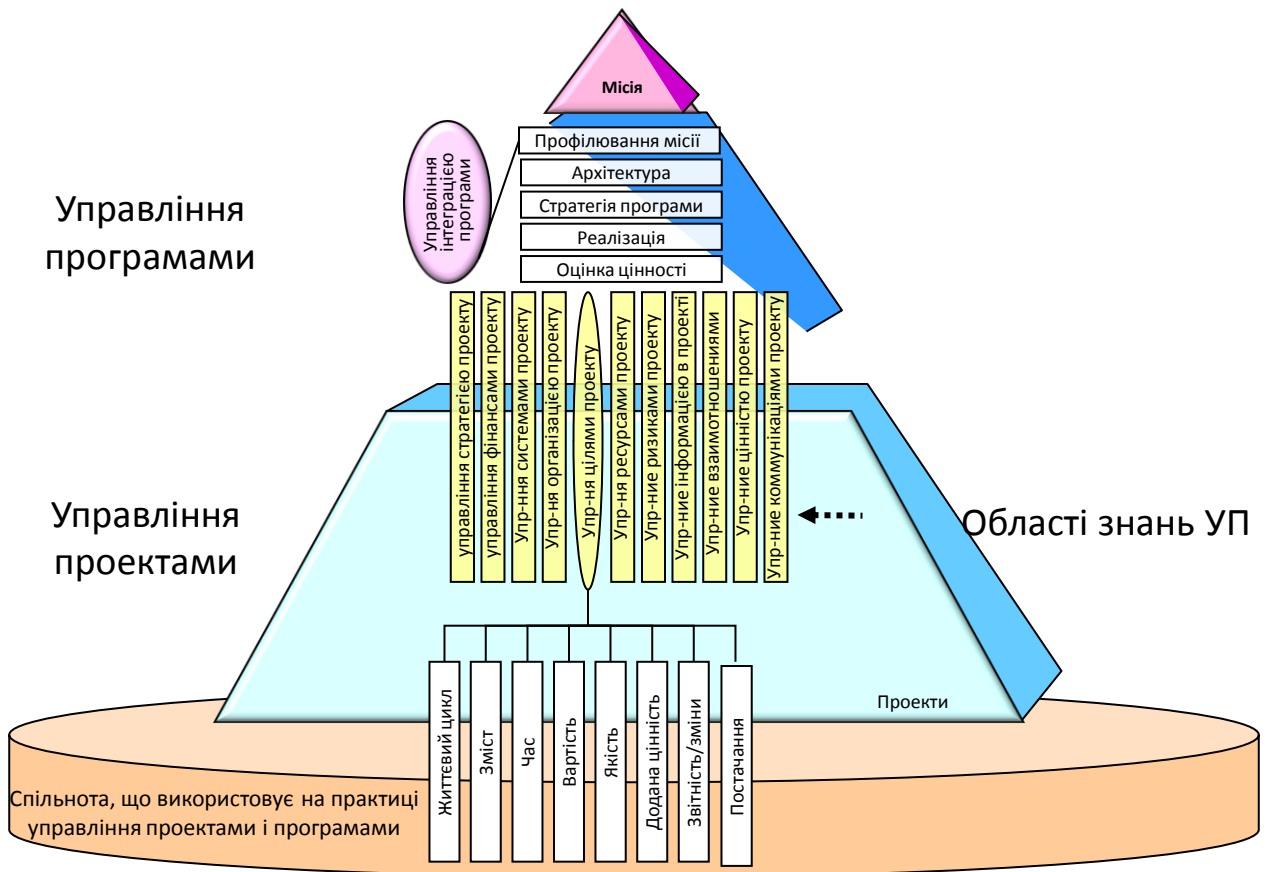 Місія
Профілювання місії
Архітектура
Стратегія програми
Реалізація
Оцінка цінності
Управління
інтеграцією
програми
Управління
програмами
управління стратегією проекту
управління фінансами проекту
Упр-ння системами проекту
Упр-ня організацією проекту
Упр-ня цілями проекту
Упр-ня ресурсами проекту
Упр-ние ризиками проекту
Упр-ние інформацією в проекті
Упр-ние взаимотношениями
Упр-ние цінністю проекту
Упр-ние коммунікаціями проекту
Управління
проектами
Області знань УП
Проекти
Життєвий цикл
Зміст
Час
Вартість
Якість
Додана цінність
Звітність/зміни
Постачання
Спільнота, що використовує на практиці
управління проектами і програмами